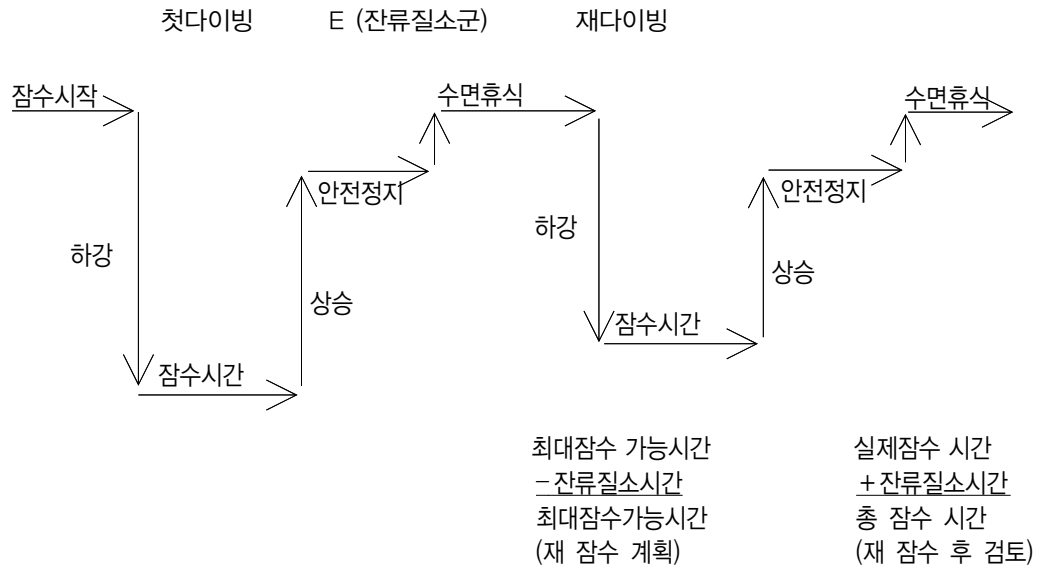 첫다이빙 E (잔류질소군) 재다이빙
잠수시작 수면휴식 수면휴식
안전정지 안전정지
하강 하강
상승 상승
잠수시간
잠수시간
최대잠수 가능시간
-잔류질소시간
최대잠수가능시간
(재 잠수 계획)
실제잠수 시간
+잔류질소시간
총 잠수 시간
(재 잠수 후 검토)